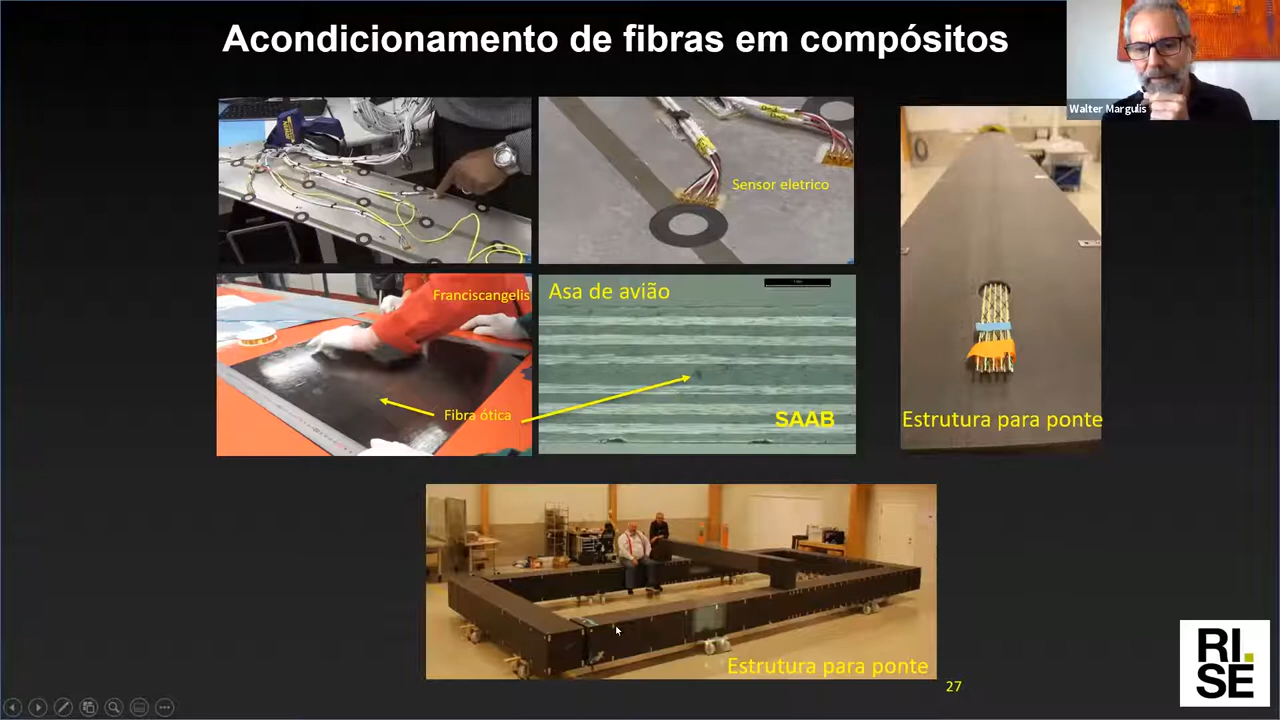 Acondicionamento de fibras em compósitos
Walter Margulis
Sensor eletrico
Franciscangelis
Asa de avião
Fibra ótica
SAAB
Estrutura para ponte
Estrutura para ponte
27
RI.
SE